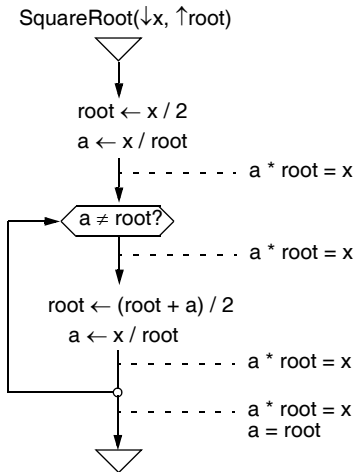 SquareRoot(↓x, ↑root)
root ← x / 2
a ← x / root
a * root = x
a ≠ root?
a * root = x
root ← (root + a) / 2
a ← x / root
a * root = x
a * root = x
a = root